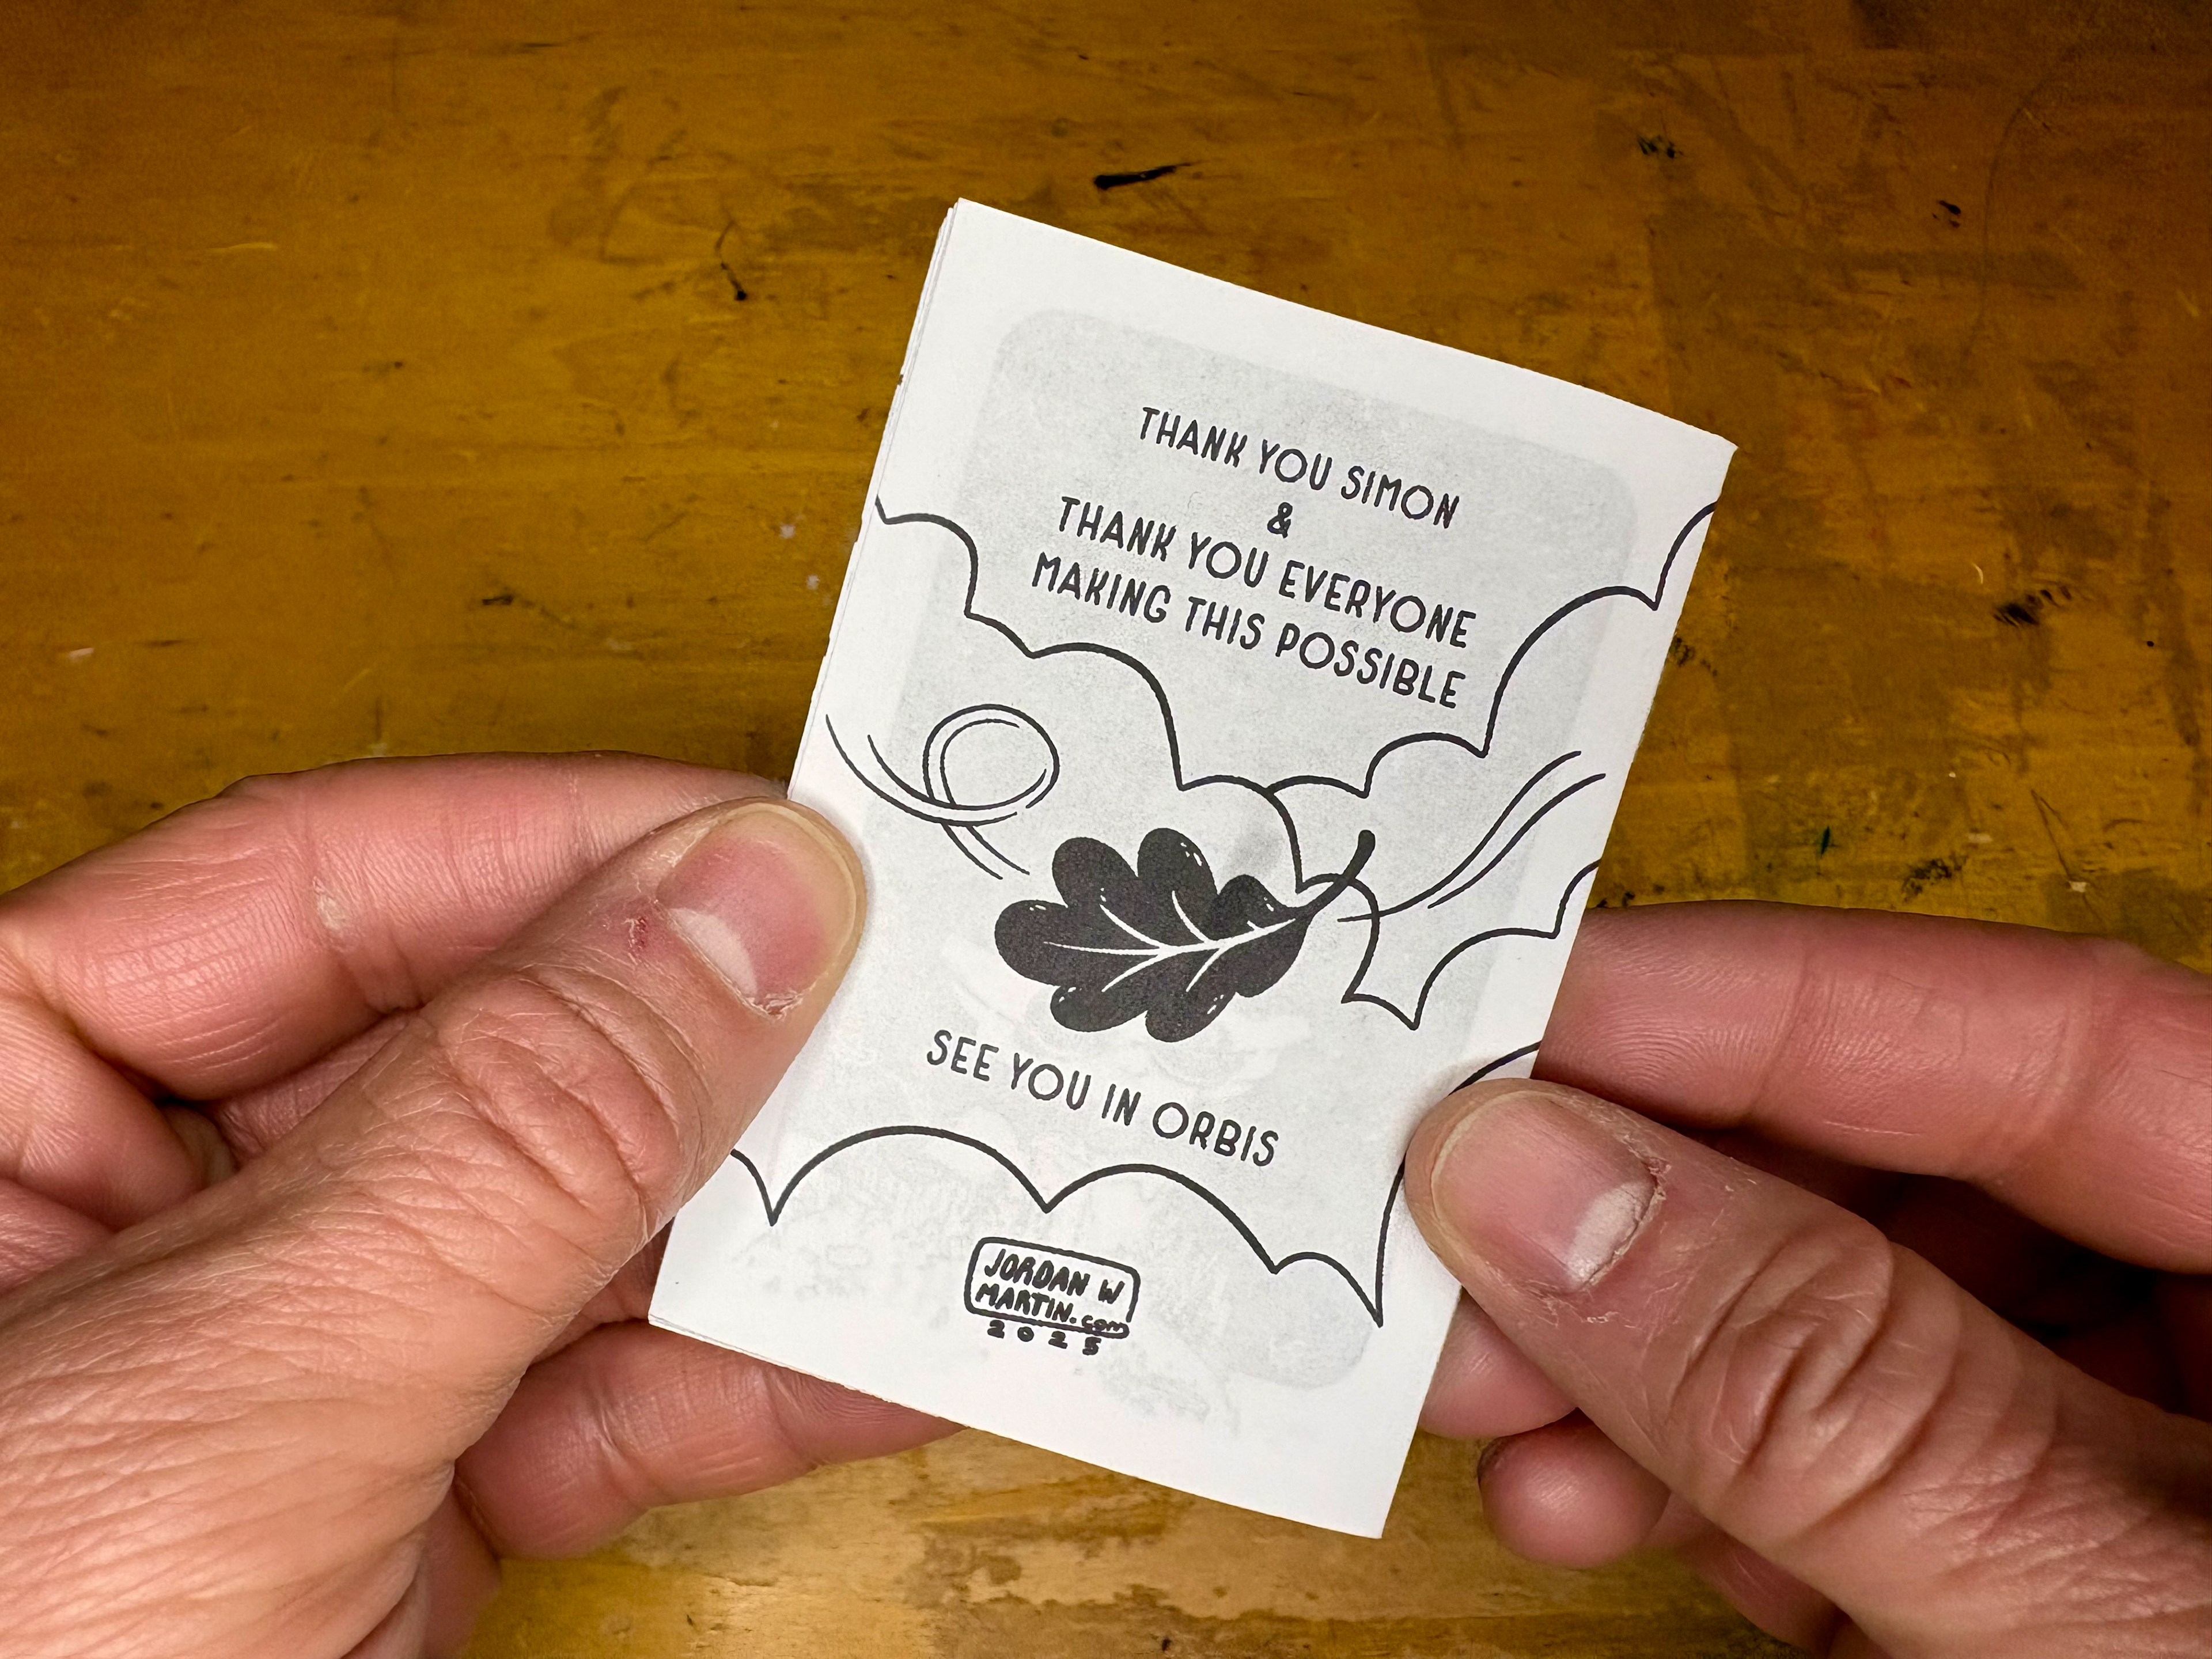 THANK YOU SIMON
&
THANK YOU EVERYONE
MAKING THIS POSSIBLE
SEE YOU IN ORBIS
JORDAN W
MARTIN.com
2025